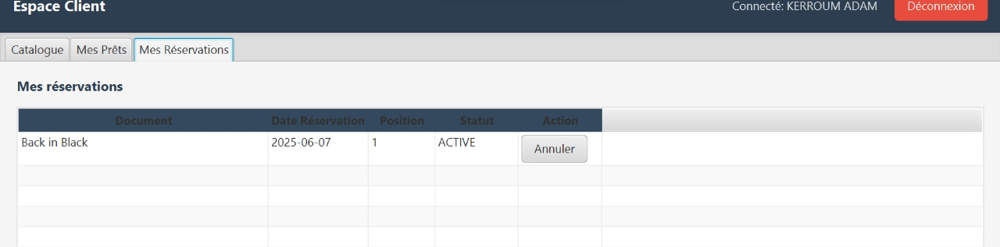 Espace Client Connecté: KERROUM ADAM Déconnexion
Catalogue Mes Prêts Mes Réservations
Mes réservations
Document Date Réservation Position Statut Action
Back in Black 2025-06-07 1 ACTIVE Annuler